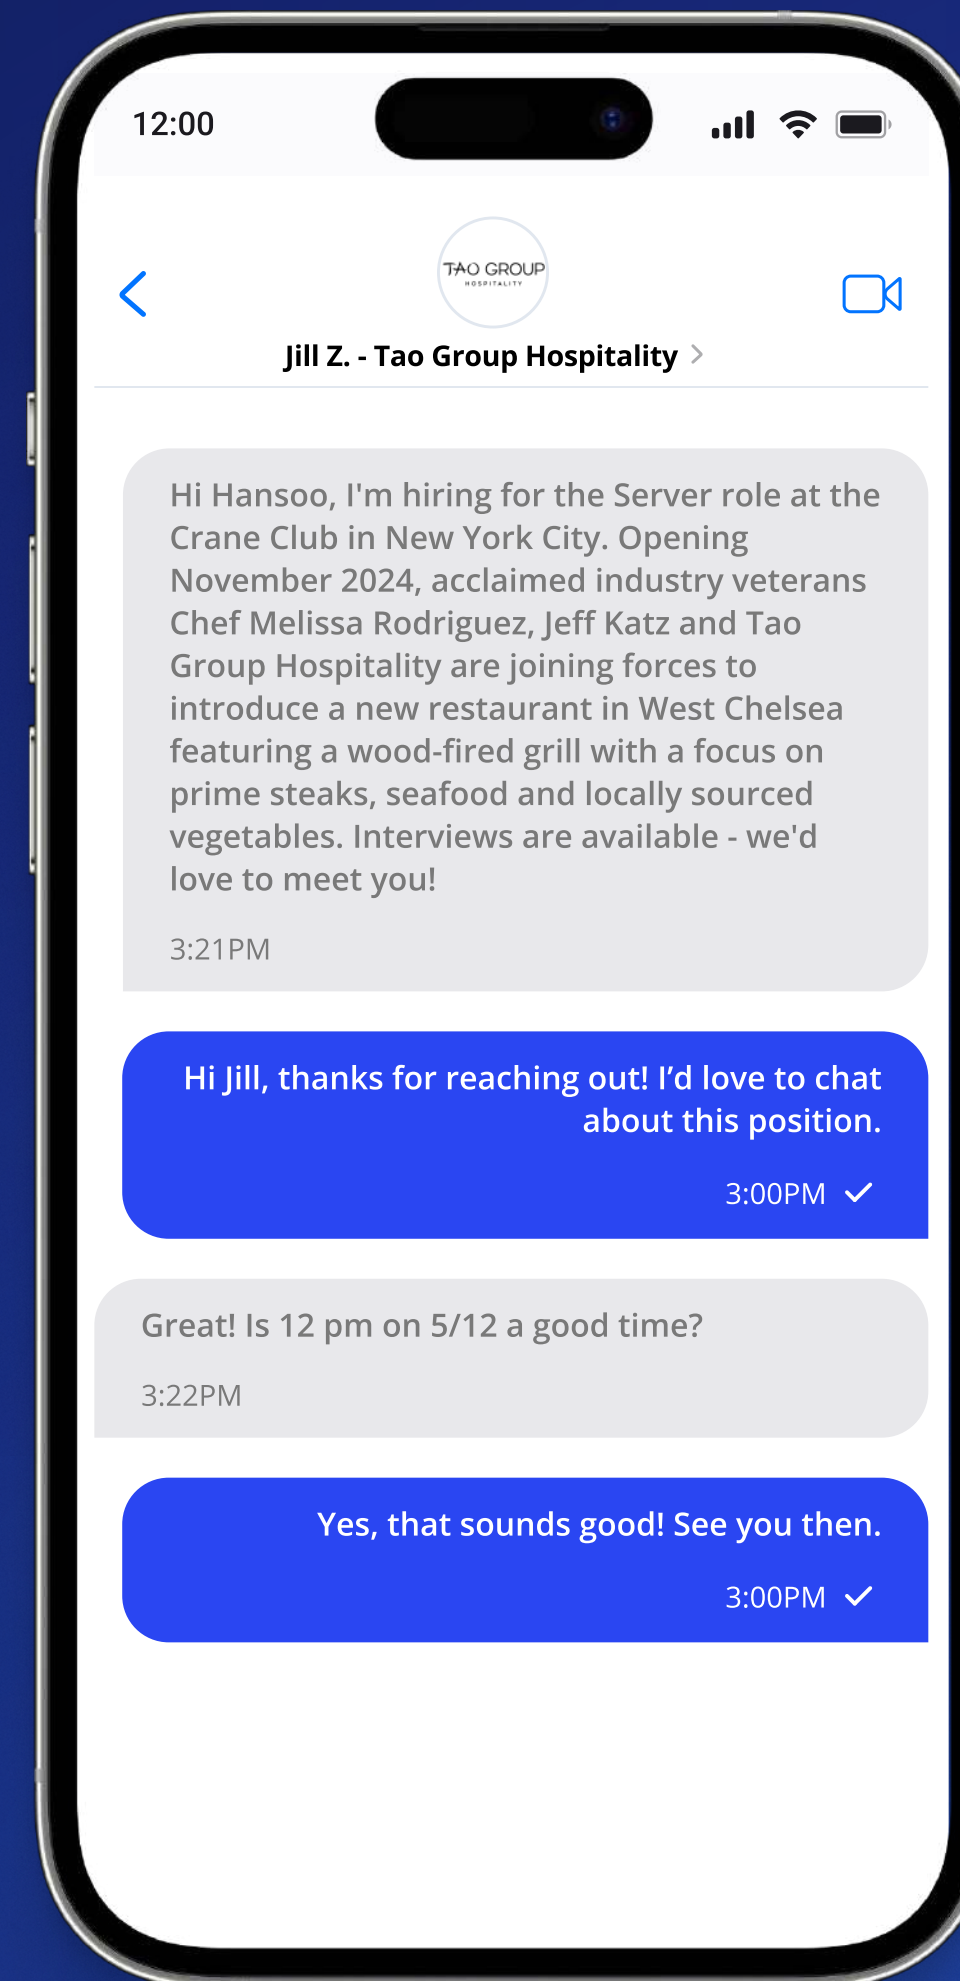 12:00
TAO GROUP
HOSPITALITY
Jill Z. - Tao Group Hospitality
Hi Hansoo, I'm hiring for the Server role at the
Crane Club in New York City. Opening
November 2024, acclaimed industry veterans
Chef Melissa Rodriguez, Jeff Katz and Tao
Group Hospitality are joining forces to
introduce a new restaurant in West Chelsea
featuring a wood-fired grill with a focus on
prime steaks, seafood and locally sourced
vegetables. Interviews are available - we'd
love to meet you!
3:21PM
Hi Jill, thanks for reaching out! I’d love to chat
about this position.
3:00PM
Great! Is 12 pm on 5/12 a good time?
3:22PM
Yes, that sounds good! See you then.
3:00PM